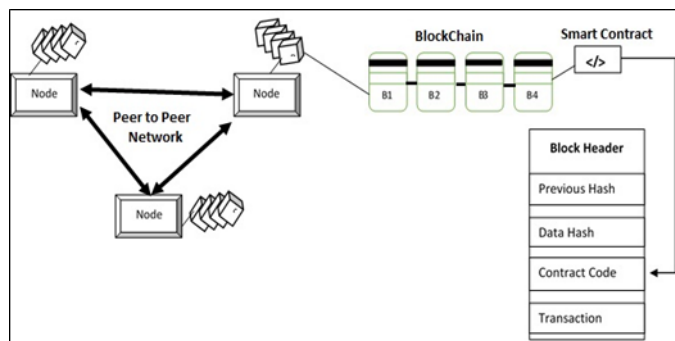 BlockChain
Smart Contract
</>
Node
Node
Peer to Peer
Network
B1
B2
B3
B4
Node
Block Header
Previous Hash
Data Hash
Contract Code
Transaction